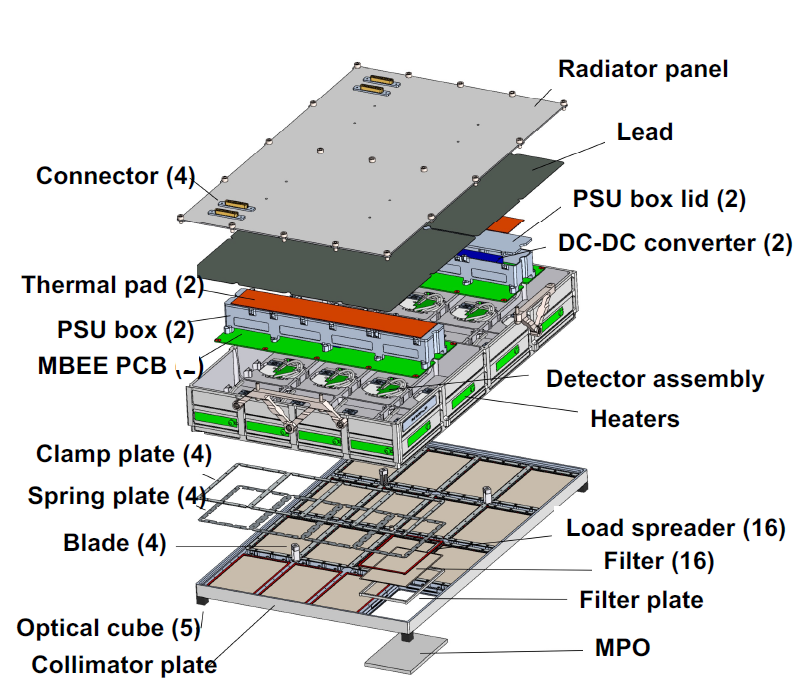 Radiator panel
Lead
Connector (4)
PSU box lid (2)
DC-DC converter (2)
Thermal pad (2)
PSU box (2)
MBEE PCB
Detector assembly
Heaters
Clamp plate (4)
Spring plate (4)
Load spreader (16)
Blade (4)
Filter (16)
Filter plate
Optical cube (5)
MPO
Collimator plate